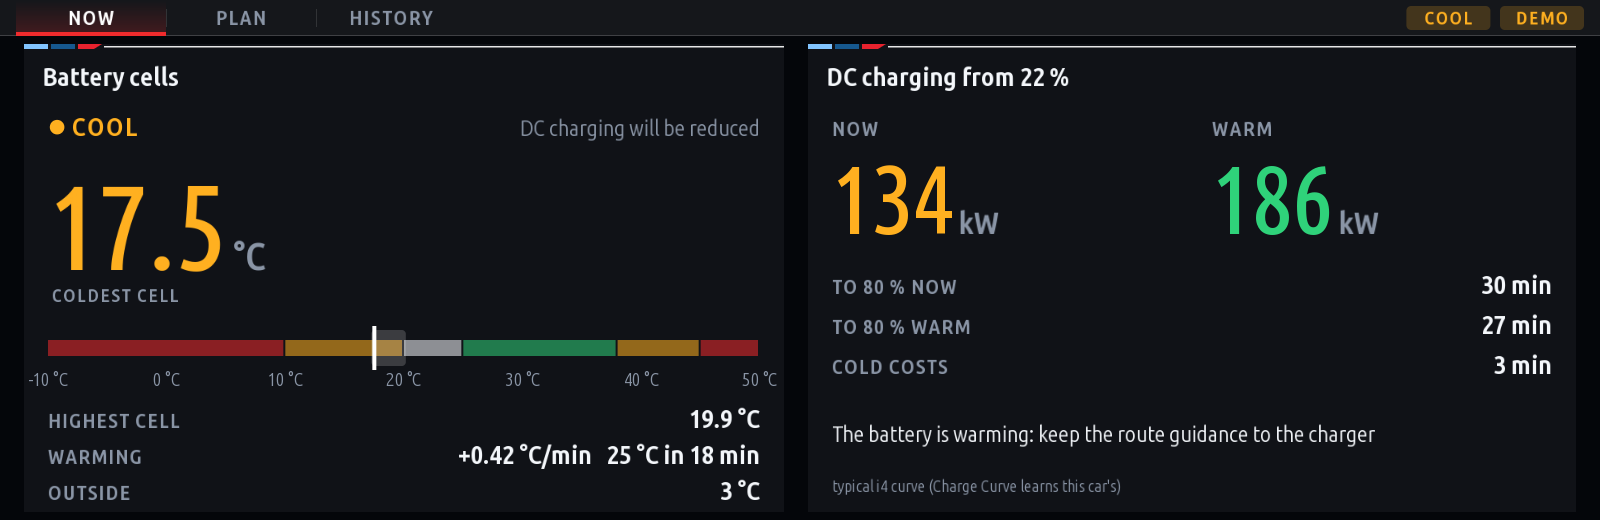 NOW PLAN HISTORY COOL DEMO
Battery cells
COOL DC charging will be reduced
17.5 °C
COLDEST CELL
-10 °C 0 °C 10 °C 20 °C 30 °C 40 °C 50 °C
HIGHEST CELL 19.9 °C
WARMING +0.42 °C/min 25 °C in 18 min
OUTSIDE 3 °C
DC charging from 22 %
NOW WARM
134 kW 186 kW
TO 80 % NOW 30 min
TO 80 % WARM 27 min
COLD COSTS 3 min
The battery is warming: keep the route guidance to the charger
typical i4 curve (Charge Curve learns this car's)